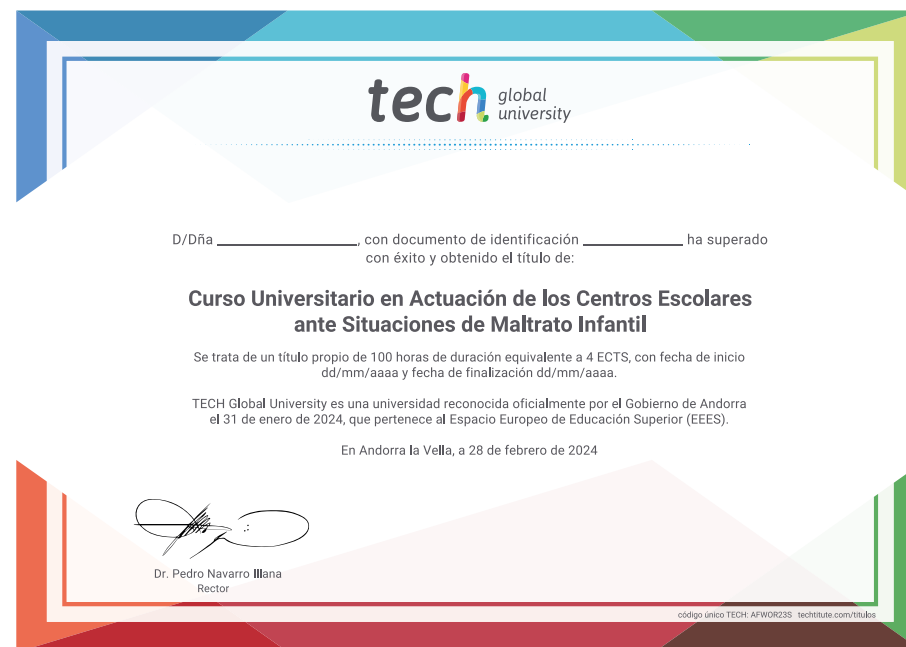 tech global university
D/Dña ____________________, con documento de identificación ______________ ha superado
con éxito y obtenido el título de:
Curso Universitario en Actuación de los Centros Escolares
ante Situaciones de Maltrato Infantil
Se trata de un título propio de 100 horas de duración equivalente a 4 ECTS, con fecha de inicio
dd/mm/aaaa y fecha de finalización dd/mm/aaaa.
TECH Global University es una universidad reconocida oficialmente por el Gobierno de Andorra
el 31 de enero de 2024, que pertenece al Espacio Europeo de Educación Superior (EEES).
En Andorra la Vella, a 28 de febrero de 2024
Dr. Pedro Navarro Illana
Rector
código único TECH: AFWOR23S techtitute.com/titulos